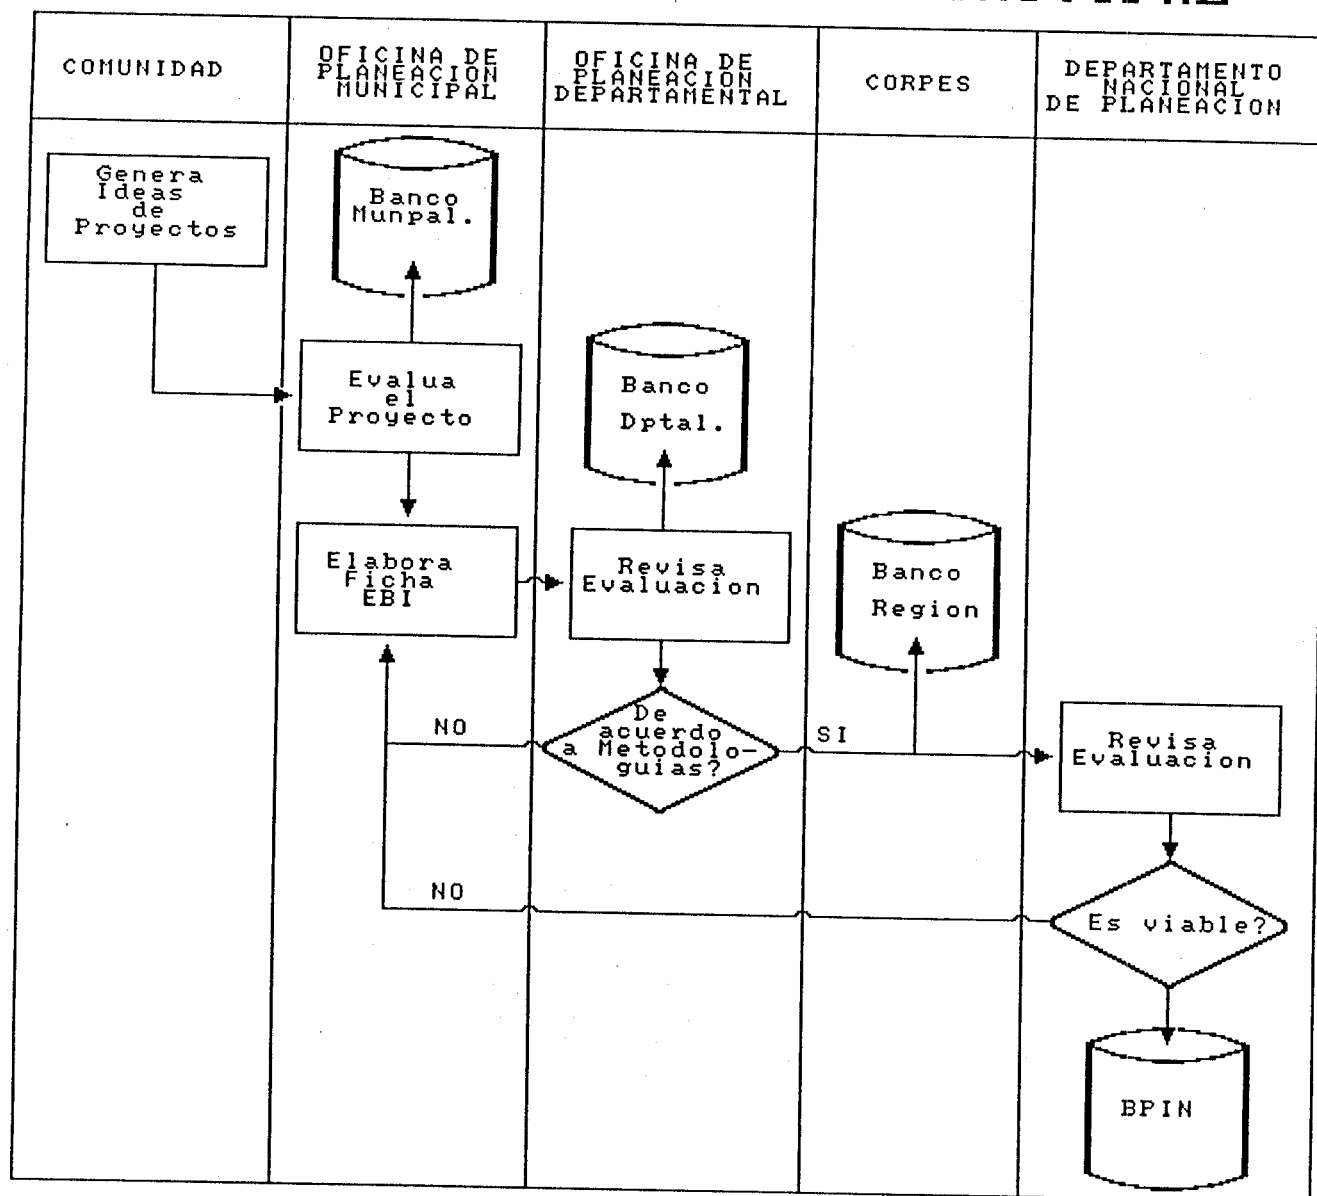 COMUNIDAD
OFICINA DE
PLANEACION
MUNICIPAL
OFICINA DE
PLANEACION
DEPARTAMENTAL
CORPES
DEPARTAMENTO
NACIONAL
DE PLANEACION
Genera
Ideas
de
Proyectos
Banco
Munpal.
Evalua
el
Proyecto
Banco
Dptal.
Elabora
Ficha
EBI
Revisa
Evaluacion
Banco
Region
NO
De
acuerdo
a Metodolo-
guias?
SI
Revisa
Evaluacion
NO
Es viable?
BPIN